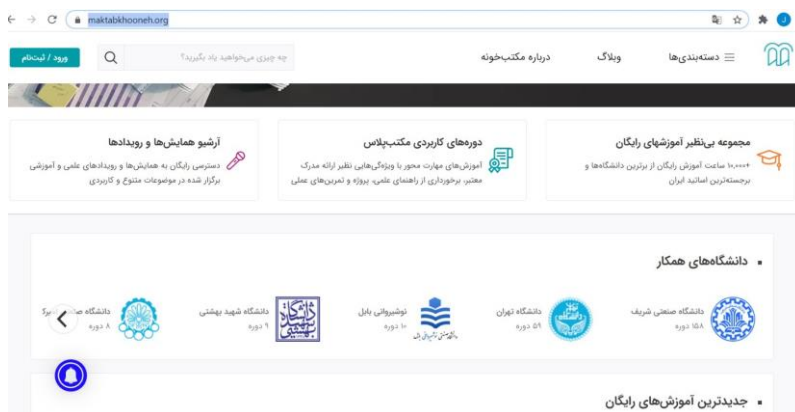 maktabkhooneh.org
دسته‌بندی‌ها
وبلاگ
درباره مکتب‌خونه
چه چیزی می‌خواهید یاد بگیرید؟
ورود / ثبت‌نام
مجموعه بی‌نظیر آموزشهای رایگان
۱۰,۰۰۰+ ساعت آموزش رایگان از برترین دانشگاه‌ها و
برجسته‌ترین اساتید ایران
دوره‌های کاربردی مکتب‌پلاس
آموزش‌های مهارت محور با ویژگی‌هایی نظیر ارائه مدرک
معتبر، برخورداری از راهنمای علمی، پروژه و تمرین‌های عملی
آرشیو همایش‌ها و رویدادها
دسترسی رایگان به همایش‌ها و رویدادهای علمی و آموزشی
برگزار شده در موضوعات متنوع و کاربردی
دانشگاه‌های همکار
دانشگاه صنعتی شریف
۱۵۸ دوره
دانشگاه تهران
۵۹ دوره
نوشیروانی بابل
۱۰ دوره
دانشگاه شهید بهشتی
۹ دوره
دانشگاه
۸ دوره
جدیدترین آموزش‌های رایگان